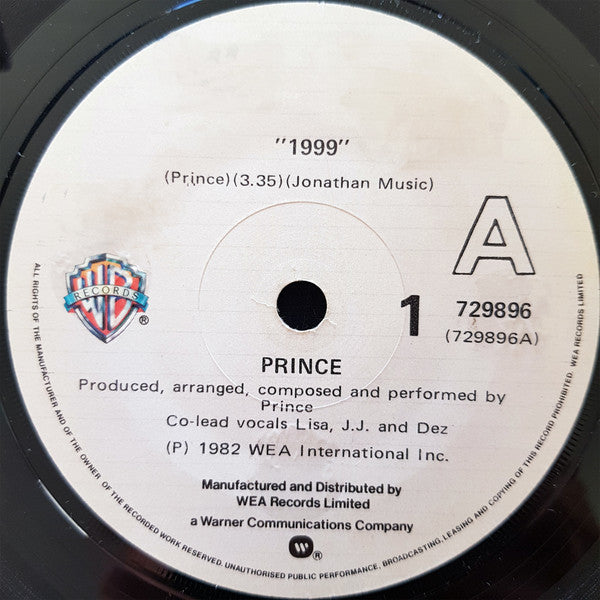 "1999"
(Prince)(3.35)(Jonathan Music)
A
WB
RECORDS
®
1
729896
(729896A)
PRINCE
Produced, arranged, composed and performed by
Prince
Co-lead vocals Lisa, J.J. and Dez
(P) 1982 WEA International Inc.
Manufactured and Distributed by
WEA Records Limited
a Warner Communications Company
®
ALL RIGHTS OF THE MANUFACTURER AND OF THE OWNER OF THE RECORDED WORK RESERVED. UNAUTHORISED PUBLIC PERFORMANCE, BROADCASTING, LEASING AND COPYING OF THIS RECORD PROHIBITED. WEA RECORDS LIMITED